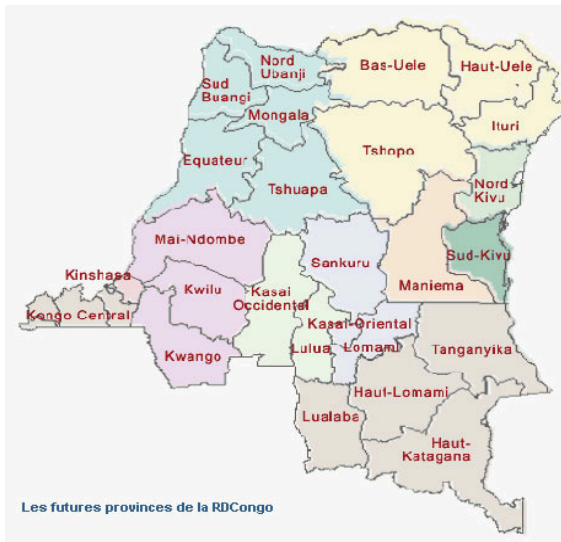 Nord
Ubanji
Bas-Uele
Haut-Uele
Sud
Buangi
Mongala
Ituri
Equateur
Tshopo
Tshuapa
Nord
Kivu
Mai-Ndombe
Sankuru
Sud-Kivu
Kinshasa
Maniema
Kwilu
Kasai
Occidental
Kongo Central
Kasai-Oriental
Lulua
Lomami
Tanganyika
Kwango
Haut-Lomami
Lualaba
Haut-
Katagana
Les futures provinces de la RDCongo